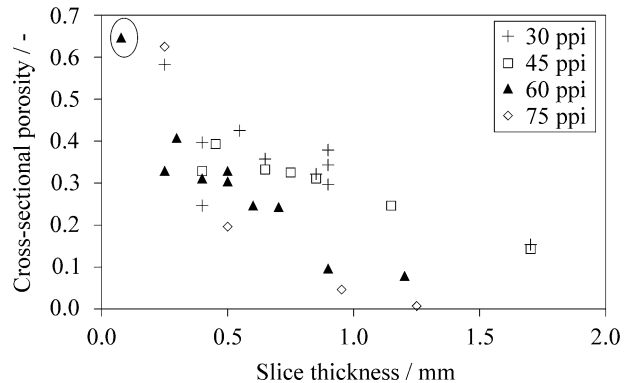 0.7
0.6
0.5
0.4
0.3
0.2
0.1
0.0
Cross-sectional porosity / -
30 ppi
45 ppi
60 ppi
75 ppi
0.0 0.5 1.0 1.5 2.0
Slice thickness / mm